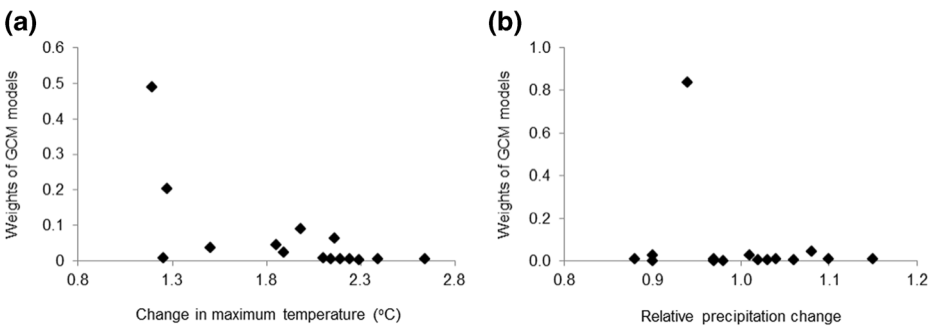 (a)
0.6
0.5
0.4
0.3
0.2
0.1
0
0.8 1.3 1.8 2.3 2.8
Weights of GCM models
Change in maximum temperature (ºC)
(b)
1.0
0.8
0.6
0.4
0.2
0.0
0.8 0.9 1.0 1.1 1.2
Weights of GCM models
Relative precipitation change